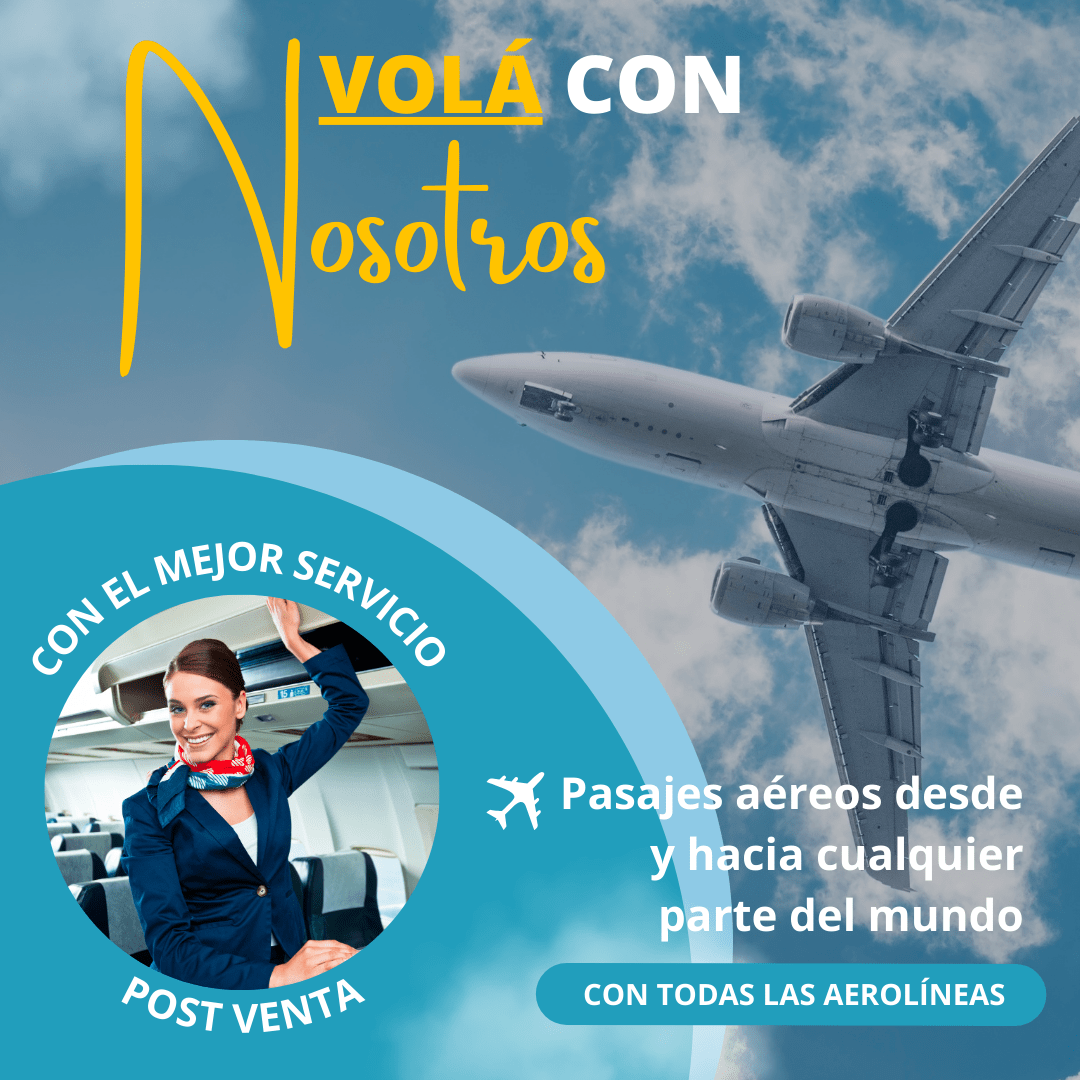 VOLÁ CON
Nosotros
CON EL MEJOR SERVICIO
POST VENTA
Pasajes aéreos desde
y hacia cualquier
parte del mundo
CON TODAS LAS AEROLÍNEAS